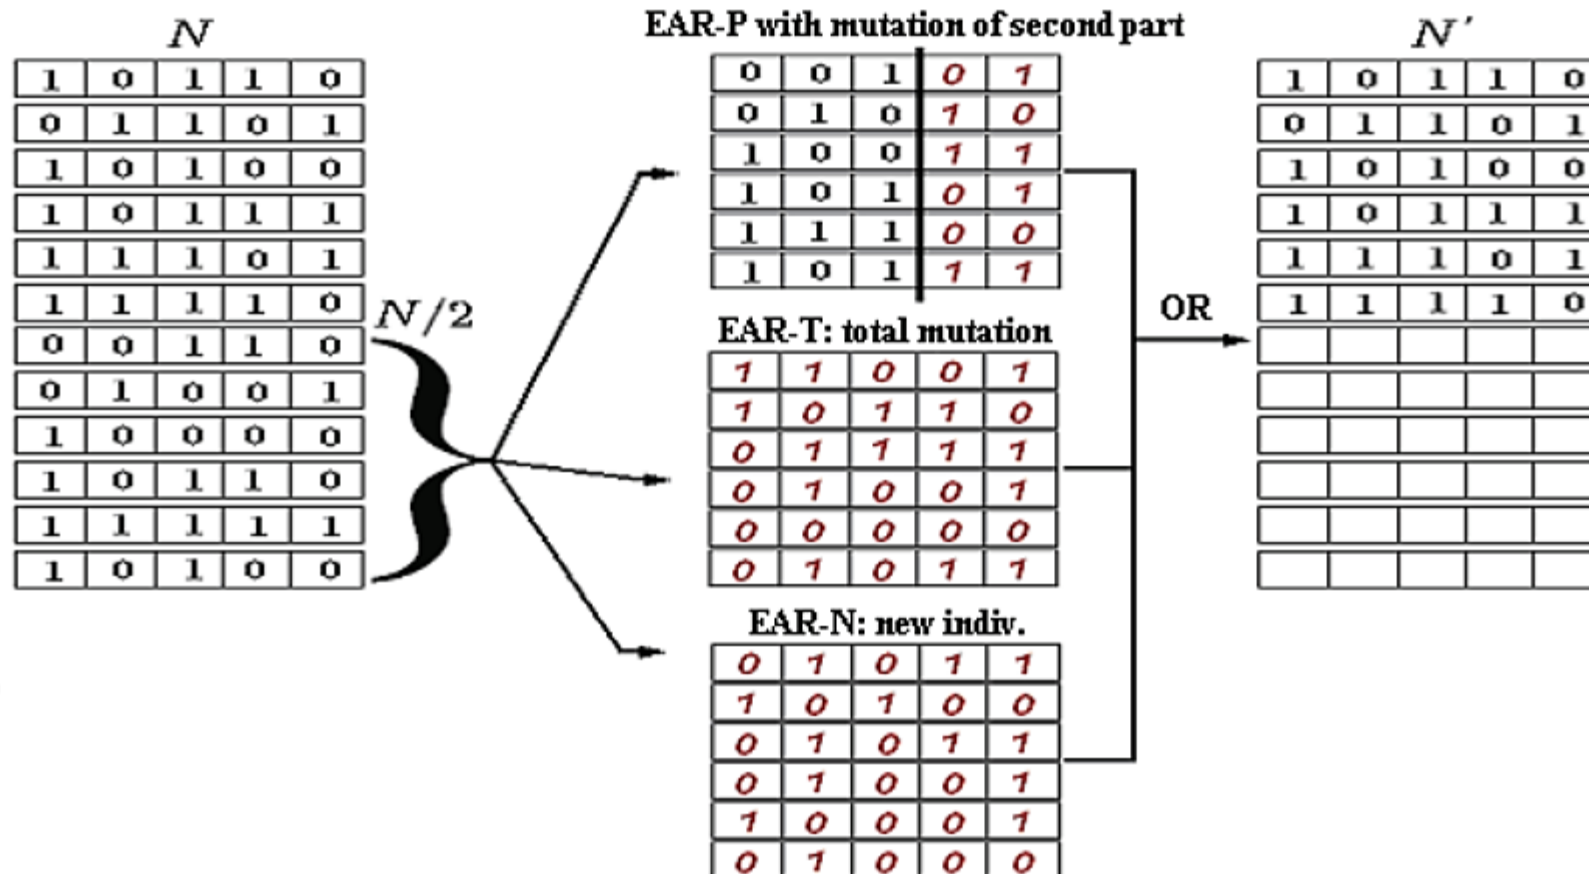 N
1 0 1 1 0
0 1 1 0 1
1 0 1 0 0
1 0 1 1 1
1 1 1 0 1
1 1 1 1 0
0 0 1 1 0
0 1 0 0 1
1 0 0 0 0
1 0 1 1 0
1 1 1 1 1
1 0 1 0 0
N/2
EAR-P with mutation of second part
0 0 1 0 1
0 1 0 1 0
1 0 0 1 1
1 0 1 0 1
1 1 1 0 0
1 0 1 1 1
EAR-T: total mutation
1 1 0 0 1
1 0 1 1 0
0 1 1 1 1
0 1 0 0 1
0 0 0 0 0
0 1 0 1 1
EAR-N: new indiv.
0 1 0 1 1
1 0 1 0 0
0 1 0 1 1
0 1 0 0 1
1 0 0 0 1
0 1 0 0 0
OR
N'
1 0 1 1 0
0 1 1 0 1
1 0 1 0 0
1 0 1 1 1
1 1 1 0 1
1 1 1 1 0